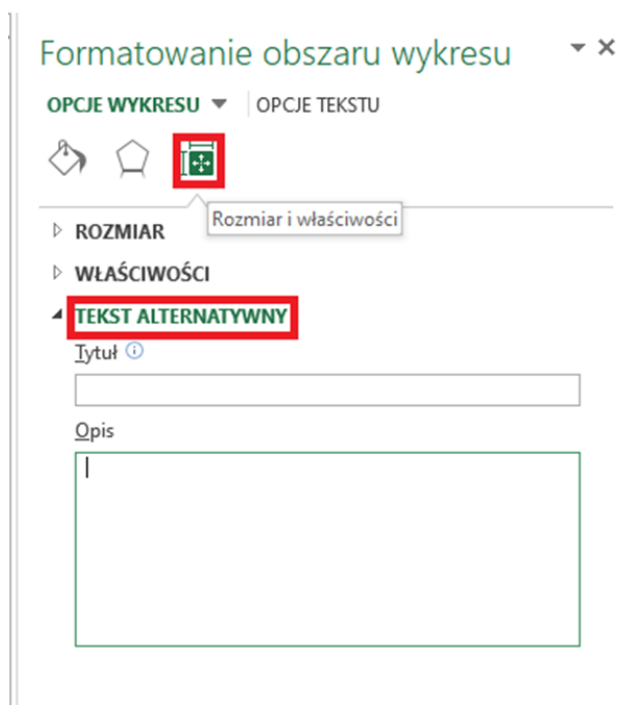 Formatowanie obszaru wykresu
OPCJE WYKRESU OPCJE TEKSTU
Rozmiar i właściwości
ROZMIAR
WŁAŚCIWOŚCI
TEKST ALTERNATYWNY
Tytuł
Opis